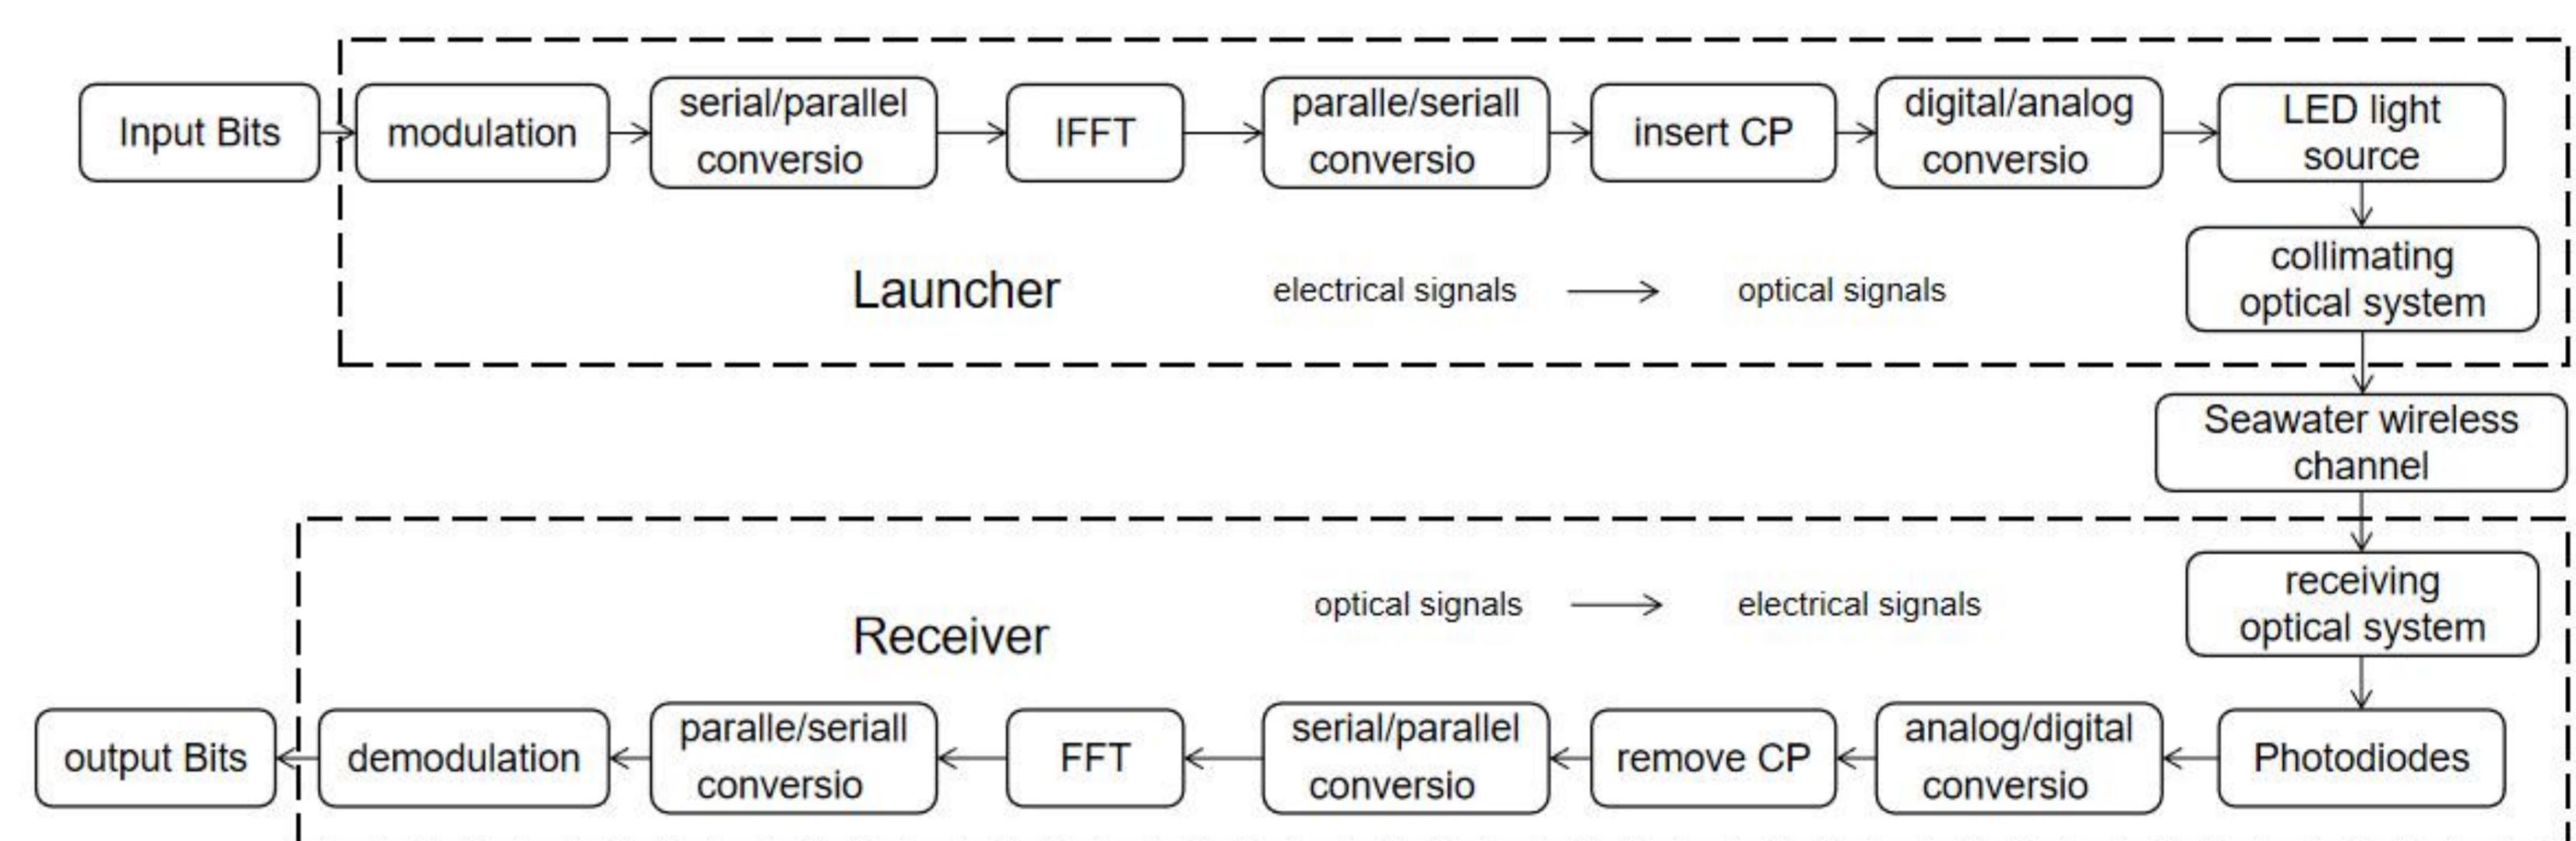 Input Bits
modulation
serial/parallel
conversio
IFFT
paralle/seriall
conversio
insert CP
digital/analog
conversio
LED light
source
collimating
optical system
Launcher
electrical signals
optical signals
Seawater wireless
channel
receiving
optical system
optical signals
electrical signals
Receiver
output Bits
demodulation
paralle/seriall
conversio
FFT
serial/parallel
conversio
remove CP
analog/digital
conversio
Photodiodes